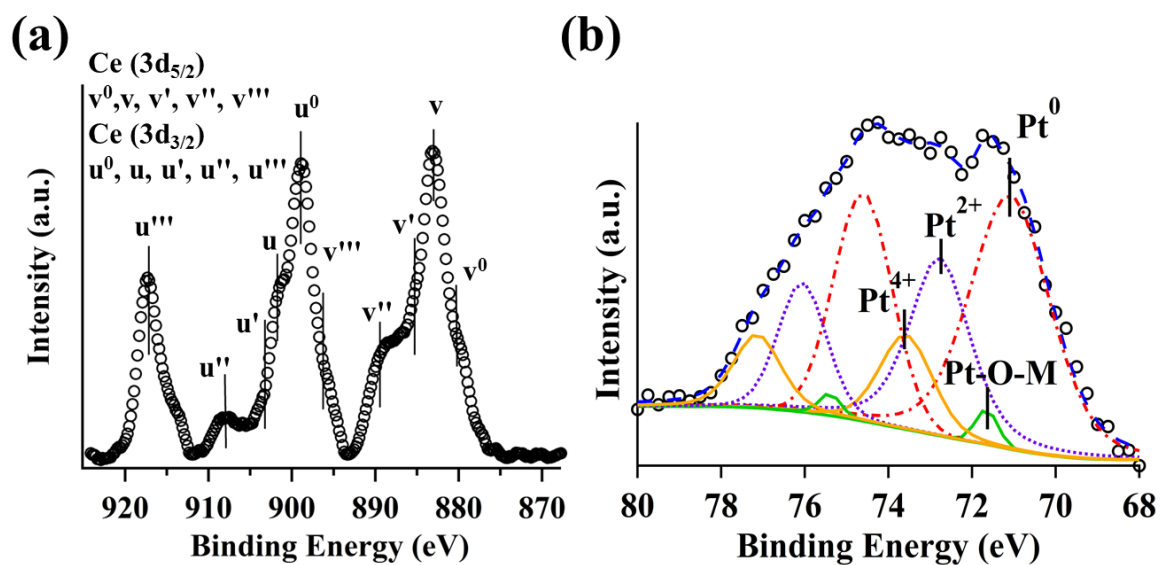 (a)
Ce (3d5/2)
v⁰,v, v', v'', v'''
Ce (3d3/2)
u⁰, u, u', u'', u'''
u'''
u''
u'
u
u⁰
v'''
v''
v'
v
v⁰
Intensity (a.u.)
920 910 900 890 880 870
Binding Energy (eV)
(b)
Pt⁰
Pt²⁺
Pt⁴⁺
Pt-O-M
Intensity (a.u.)
80 78 76 74 72 70 68
Binding Energy (eV)